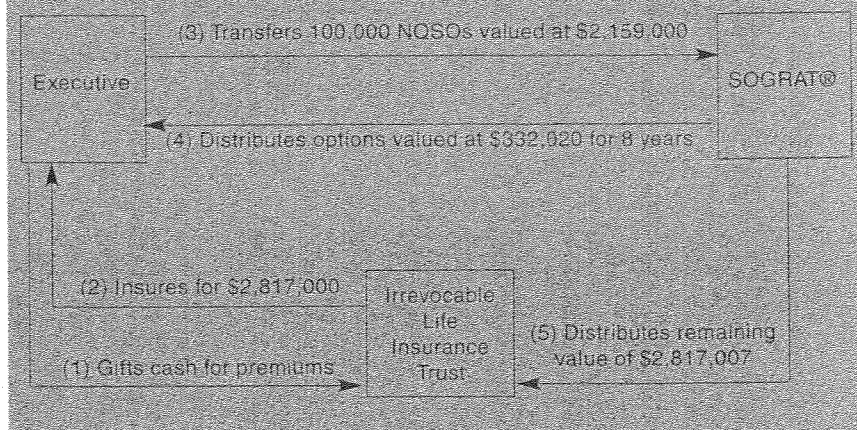 (3) Transfers 100,000 NQSOs valued at $2,159,000
Executive
SOGRAT®
(4) Distributes options valued at $332,920 for 8 years
(2) Insures for $2,817,000
Irrevocable
Life
Insurance
Trust
(5) Distributes remaining
value of $2,817,007
(1) Gifts cash for premiums